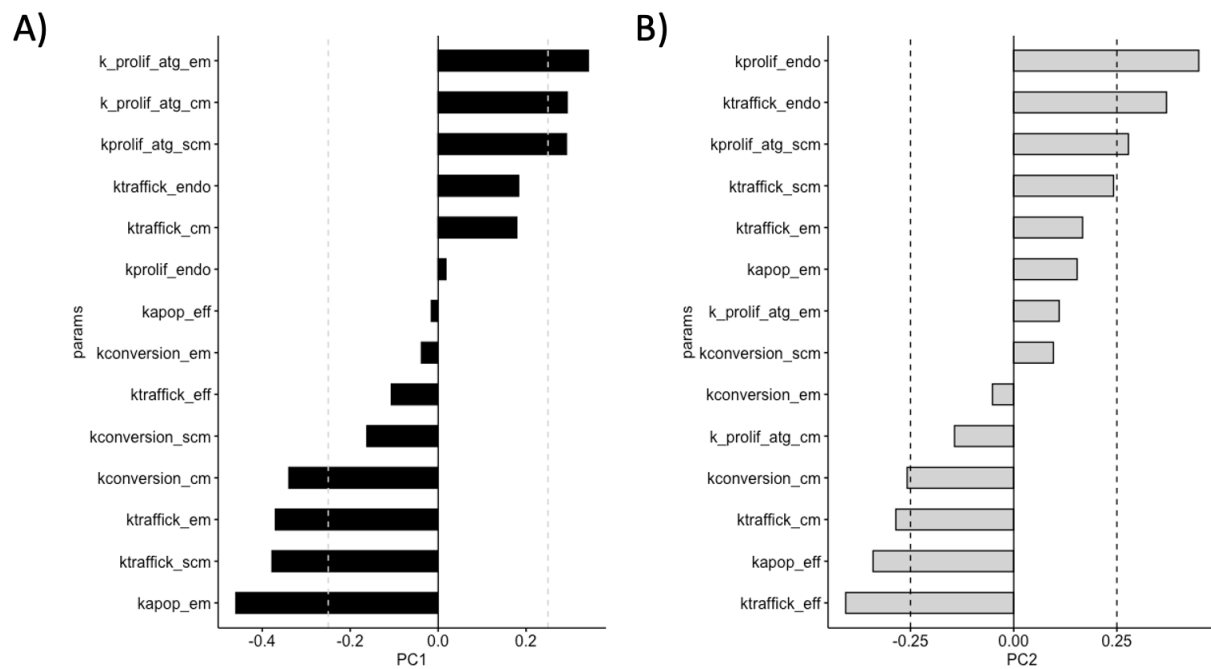 A)
k_prolif_atg_em
k_prolif_atg_cm
kprolif_atg_scm
ktraffick_endo
ktraffick_cm
kprolif_endo
kapop_eff
kconversion_em
ktraffick_eff
kconversion_scm
kconversion_cm
ktraffick_em
ktraffick_scm
kapop_em
params
-0.4 -0.2 0.0 0.2
PC1
B)
kprolif_endo
ktraffick_endo
kprolif_atg_scm
ktraffick_scm
ktraffick_em
kapop_em
k_prolif_atg_em
kconversion_scm
kconversion_em
k_prolif_atg_cm
kconversion_cm
ktraffick_cm
kapop_eff
ktraffick_eff
params
-0.25 0.00 0.25
PC2